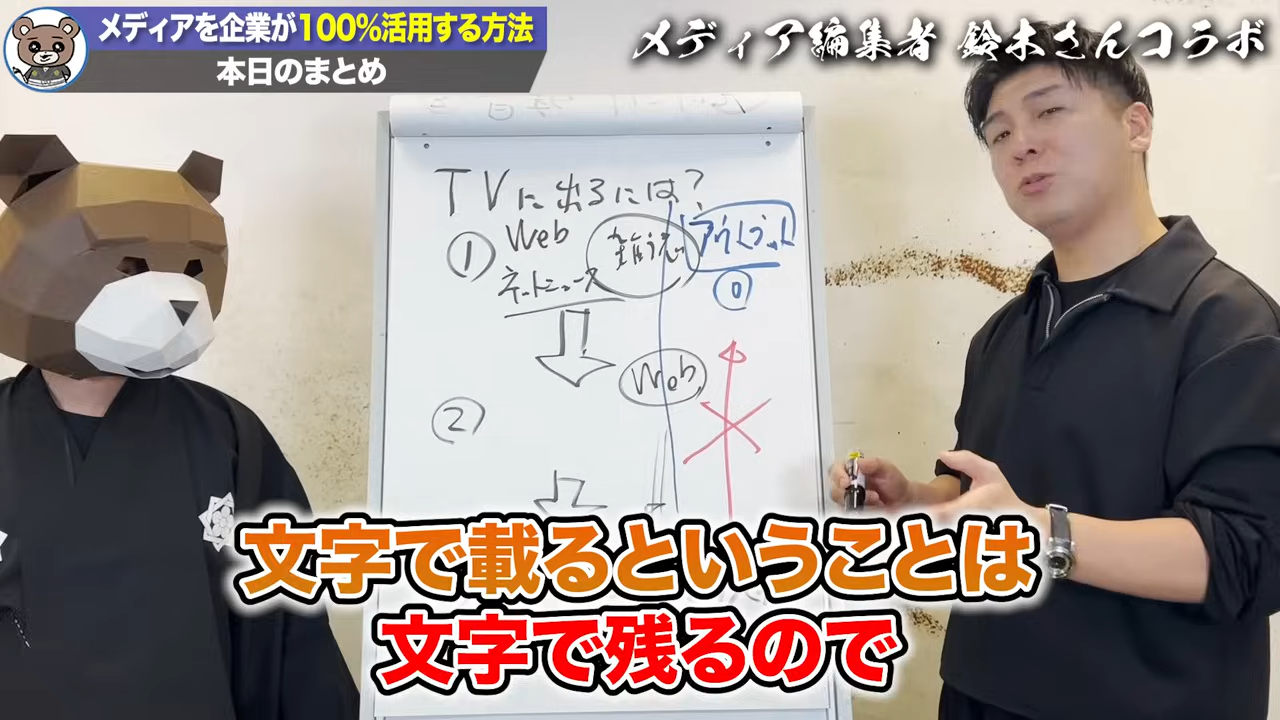 メディアを企業が100%活用する方法
本日のまとめ
メディア編集者 鈴木さんコラボ
TVに出るには?
① Web
ネットニュース
アウトプット
⓪
Web
②
文字で載るということは
文字で残るので